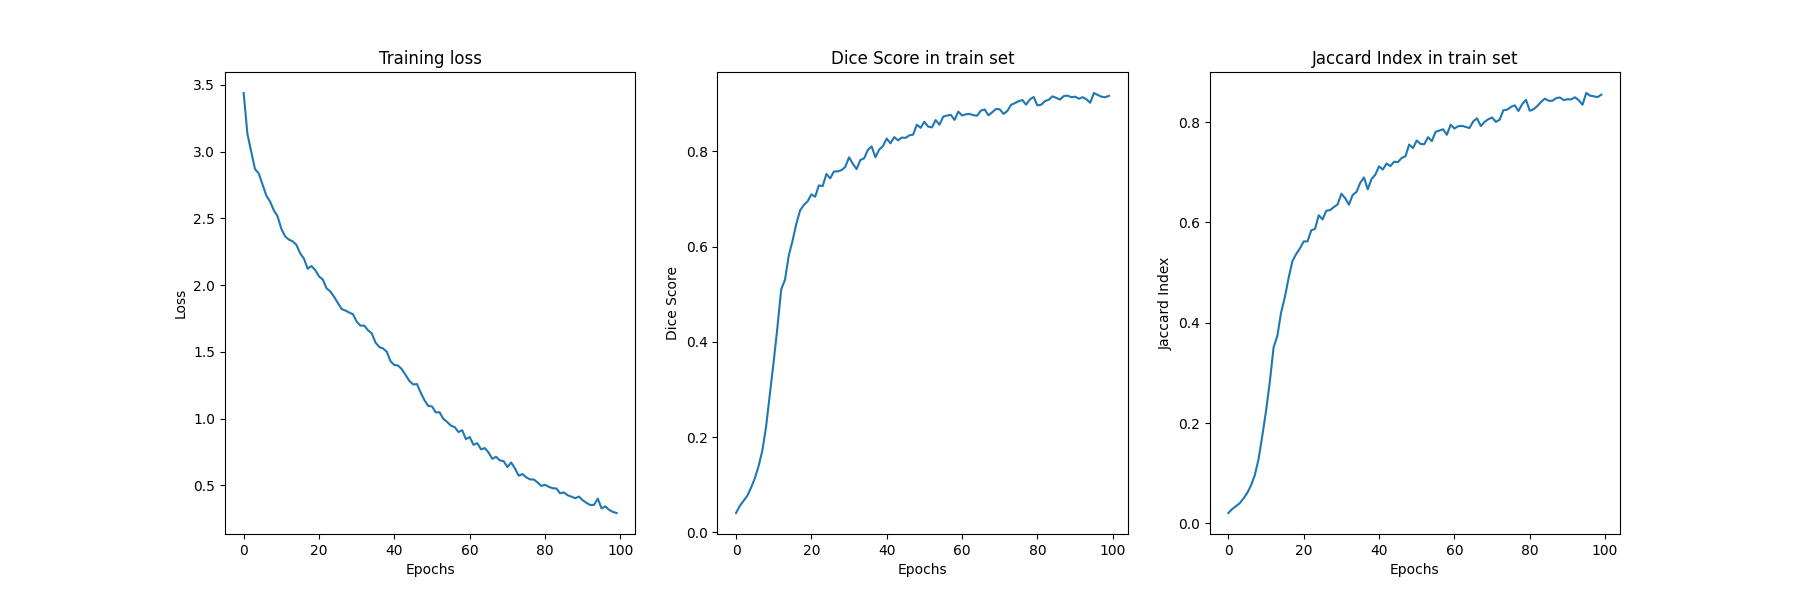 Training loss
3.5
3.0
2.5
2.0
1.5
1.0
0.5
Loss
0 20 40 60 80 100
Epochs
Dice Score in train set
0.8
0.6
0.4
0.2
0.0
Dice Score
0 20 40 60 80 100
Epochs
Jaccard Index in train set
0.8
0.6
0.4
0.2
0.0
Jaccard Index
0 20 40 60 80 100
Epochs